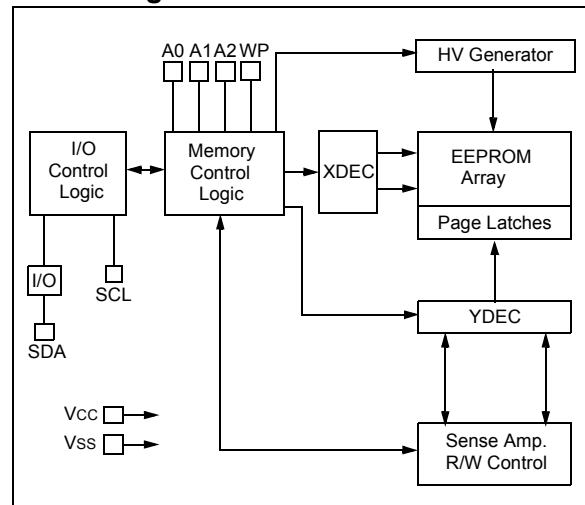 A0 A1 A2 WP
HV Generator
I/O
Control
Logic
Memory
Control
Logic
XDEC
EEPROM
Array
Page Latches
I/O
SCL
SDA
YDEC
Vcc
Vss
Sense Amp.
R/W Control